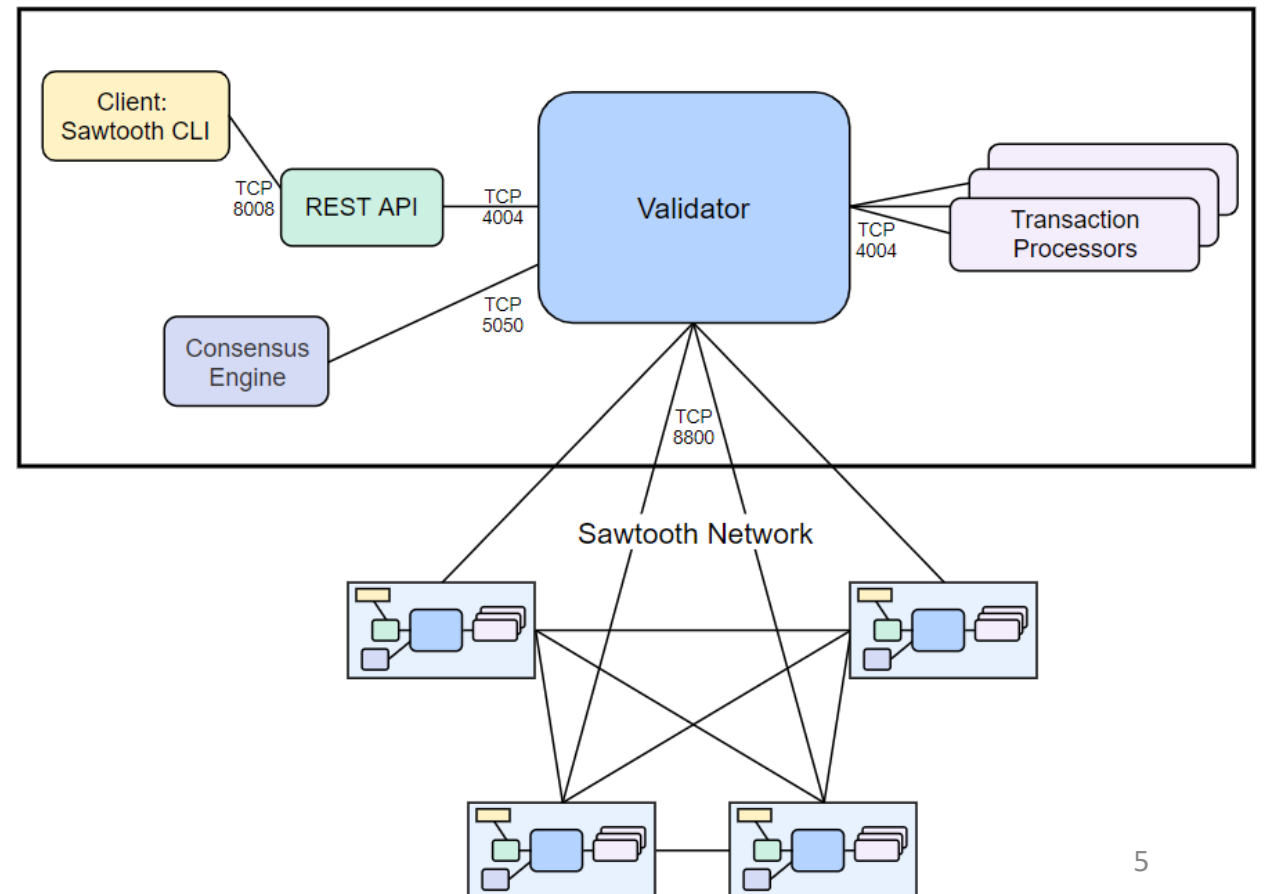 Client:
Sawtooth CLI
TCP
8008
REST API
TCP
4004
Validator
TCP
4004
Transaction
Processors
TCP
5050
Consensus
Engine
TCP
8800
Sawtooth Network
5